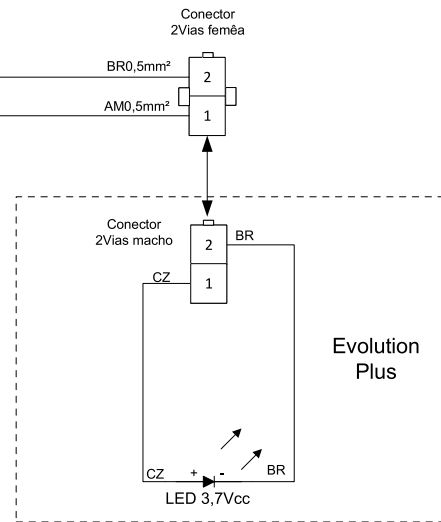 Conector
2Vias femêa
BR0,5mm²
2
AM0,5mm²
1
Conector
2Vias macho
2
BR
CZ
1
Evolution
Plus
CZ
+
-
BR
LED 3,7Vcc